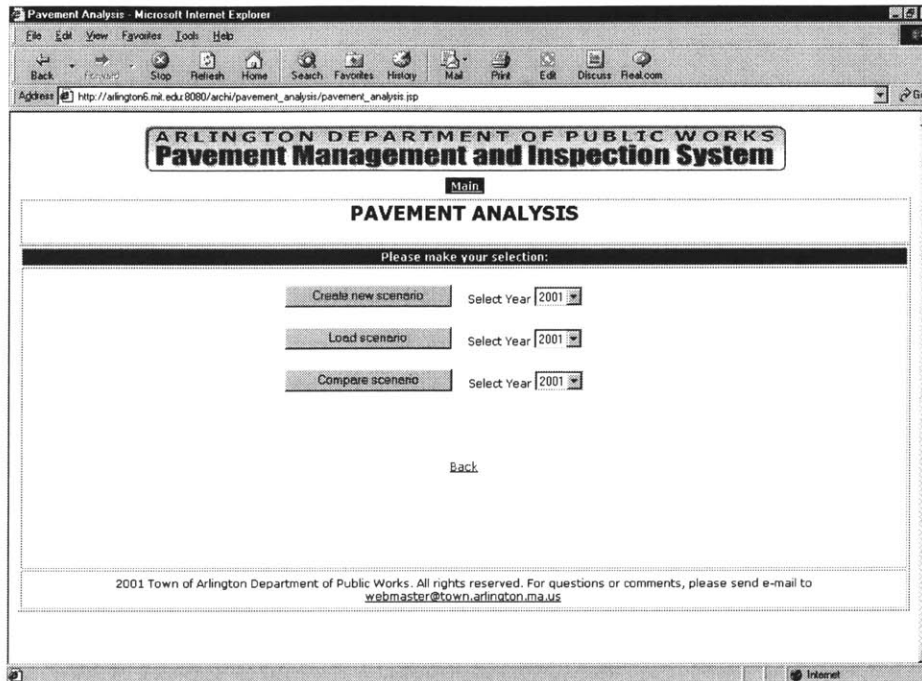 Pavement Analysis - Microsoft Internet Explorer
File Edit View Favorites Tools Help
Back Forward Stop Refresh Home Search Favorites History Mail Print Edit Discuss Real.com
Address http://arlington6.mit.edu:8080/archi/pavement_analysis/pavement_analysis.jsp
ARLINGTON DEPARTMENT OF PUBLIC WORKS
Pavement Management and Inspection System
Main
PAVEMENT ANALYSIS
Please make your selection:
Create new scenario Select Year 2001
Load scenario Select Year 2001
Compare scenario Select Year 2001
Back
2001 Town of Arlington Department of Public Works. All rights reserved. For questions or comments, please send e-mail to
webmaster@town.arlington.ma.us
Internet